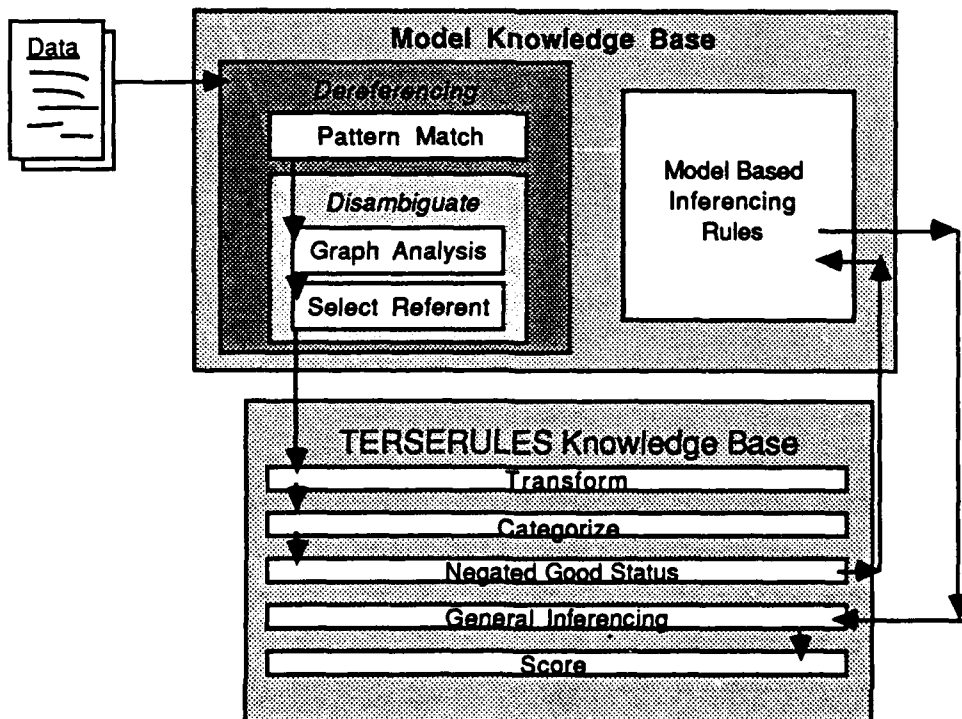 Data
Model Knowledge Base
Dereferencing
Pattern Match
Disambiguate
Graph Analysis
Select Referent
Model Based
Inferencing
Rules
TERSERULES Knowledge Base
Transform
Categorize
Negated Good Status
General Inferencing
Score